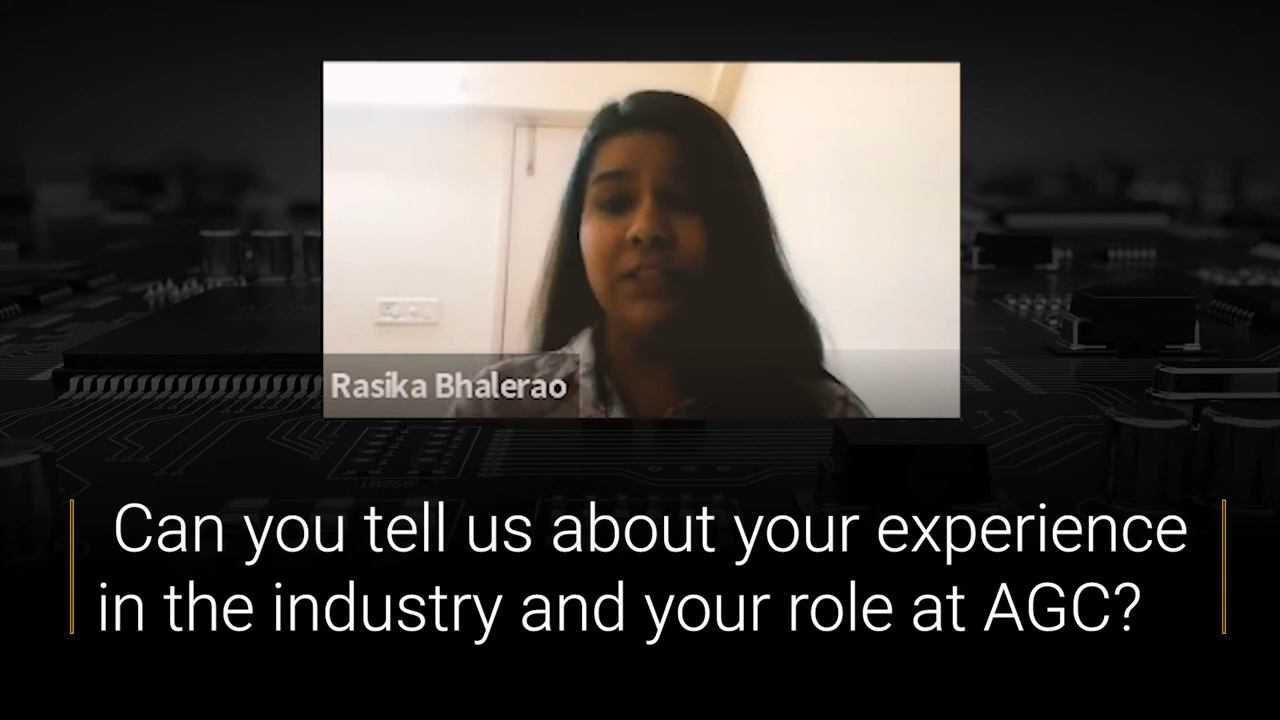 Rasika Bhalerao
Can you tell us about your experience
in the industry and your role at AGC?